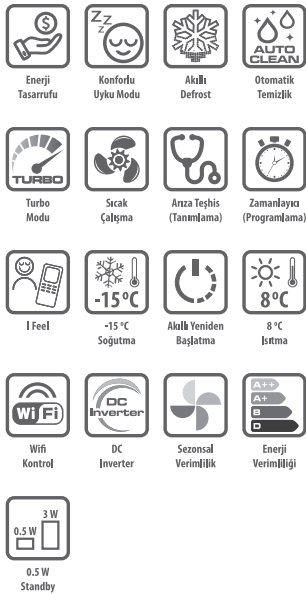 $
Z Z Z
AUTO
CLEAN
Enerji
Tasarrufu
Konforlu
Uyku Modu
Akıllı
Defrost
Otomatik
Temizlik
TURBO
Turbo
Modu
Sıcak
Çalışma
Arıza Teşhis
(Tanımlama)
Zamanlayıcı
(Programlama)
-15 °C
8 °C
I Feel
-15 °C
Soğutma
Akıllı Yeniden
Başlatma
8 °C
Isıtma
Wi Fi
DC
Inverter
A++
A+
B
D
Wifi
Kontrol
DC
Inverter
Sezonsal
Verimlilik
Enerji
Verimliliği
3 W
0.5 W
0.5 W
Standby